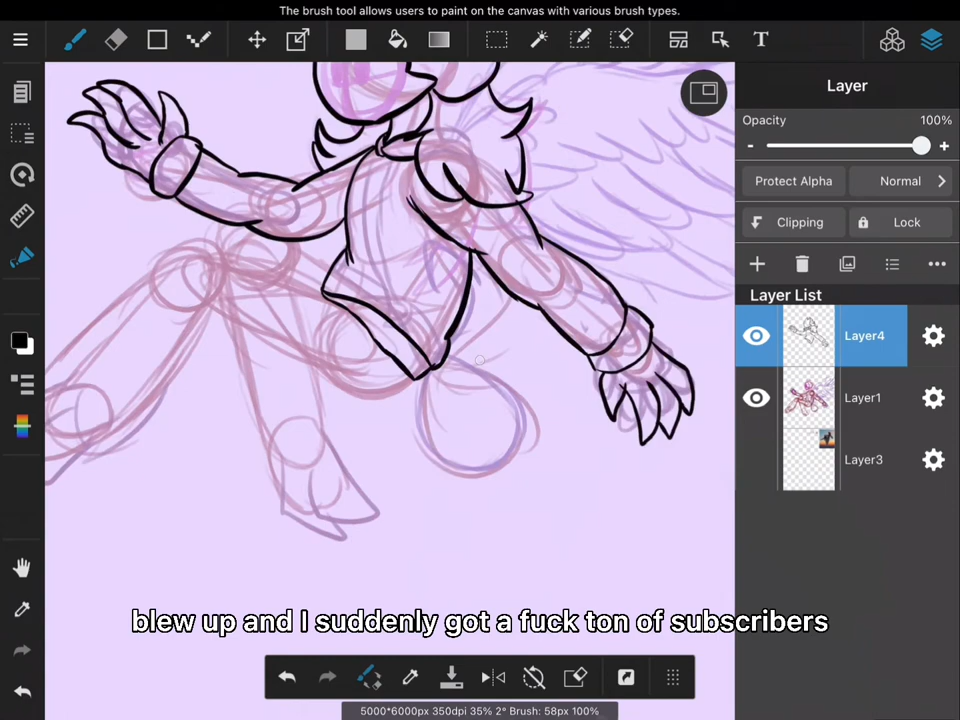 The brush tool allows users to paint on the canvas with various brush types.
T
Layer
Opacity 100%
- +
Protect Alpha Normal
Clipping Lock
Layer List
Layer4
Layer1
Layer3
blew up and I suddenly got a fuck ton of subscribers
5000*6000px 350dpi 35% 2° Brush: 58px 100%